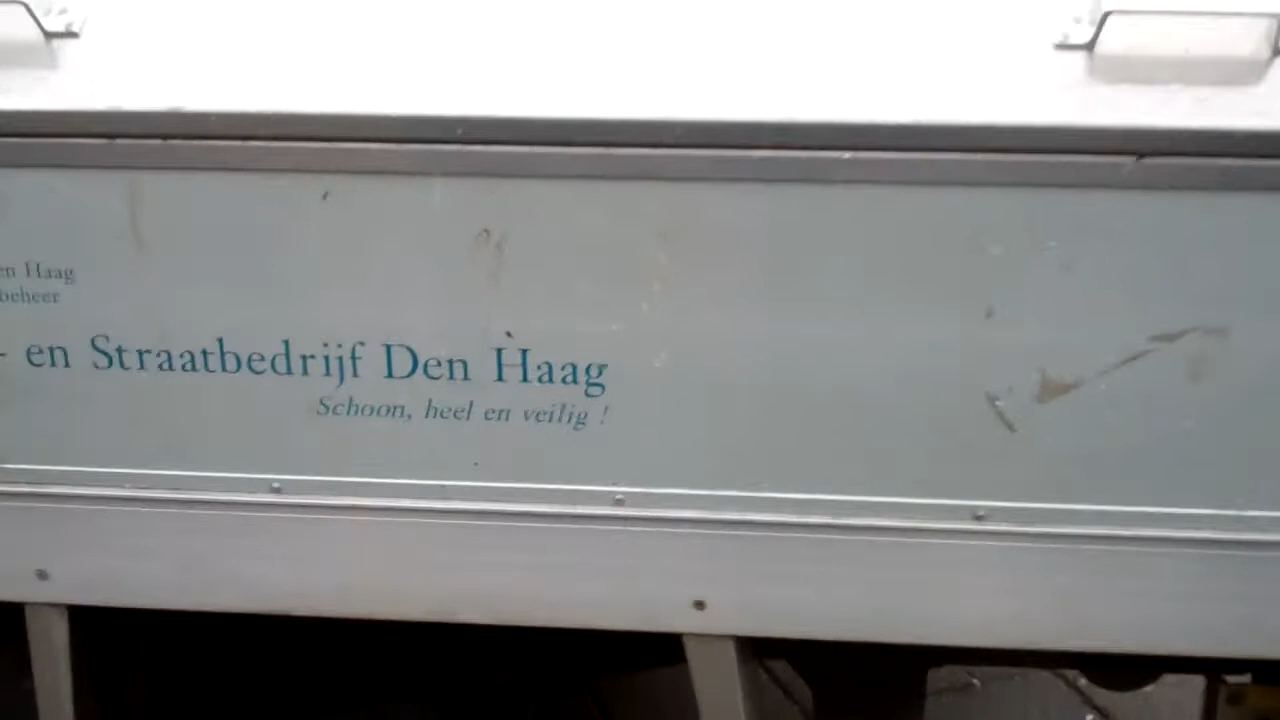 en Haag
beheer
- en Straatbedrijf Den Haag
Schoon, heel en veilig !